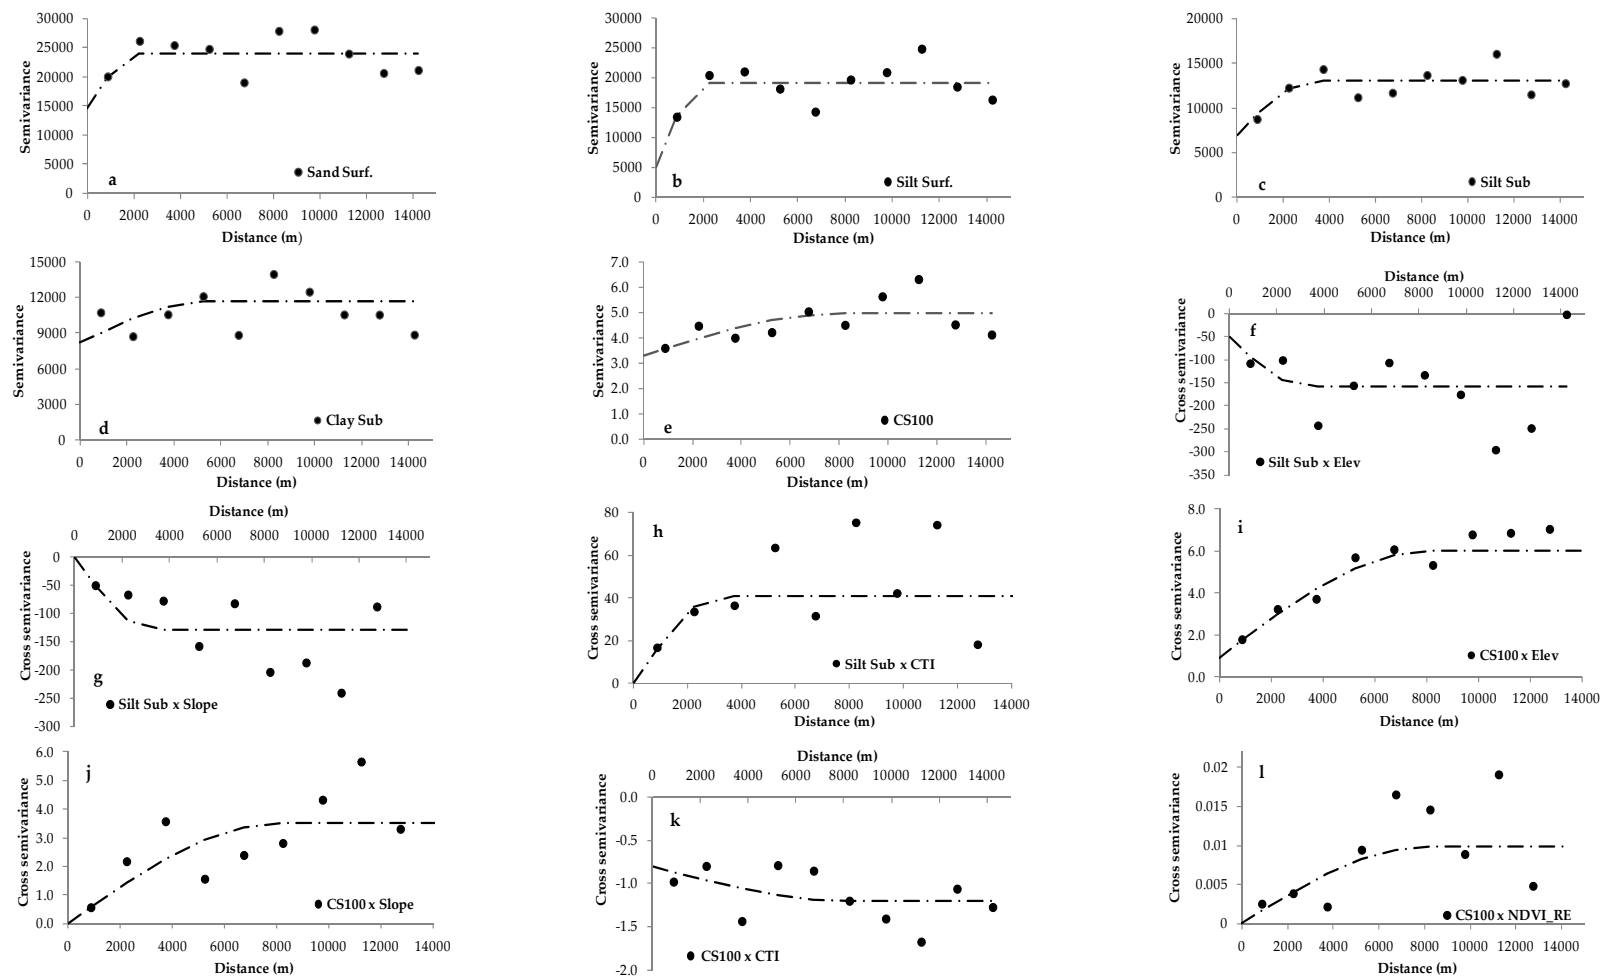 30000
25000
20000
15000
10000
5000
0
Semivariance
a
Sand Surf.
0 2000 4000 6000 8000 10000 12000 14000
Distance (m)
30000
25000
20000
15000
10000
5000
0
Semivariance
b
Silt Surf.
0 2000 4000 6000 8000 10000 12000 14000
Distance (m)
20000
15000
10000
5000
0
Semivariance
c
Silt Sub
0 2000 4000 6000 8000 10000 12000 14000
Distance (m)
15000
12000
9000
6000
3000
0
Semivariance
d
Clay Sub
0 2000 4000 6000 8000 10000 12000 14000
Distance (m)
7.0
6.0
5.0
4.0
3.0
2.0
1.0
0.0
Semivariance
e
CS100
0 2000 4000 6000 8000 10000 12000 14000
Distance (m)
Distance (m)
0 2000 4000 6000 8000 10000 12000 14000
0
-50
-100
-150
-200
-250
-300
-350
Cross semivariance
f
Silt Sub x Elev
Distance (m)
0 2000 4000 6000 8000 10000 12000 14000
0
-50
-100
-150
-200
-250
-300
Cross semivariance
g
Silt Sub x Slope
80
60
40
20
0
Cross semivariance
h
Silt Sub x CTI
0 2000 4000 6000 8000 10000 12000 14000
Distance (m)
8.0
6.0
4.0
2.0
0.0
Cross semivariance
i
CS100 x Elev
0 2000 4000 6000 8000 10000 12000 14000
Distance (m)
6.0
5.0
4.0
3.0
2.0
1.0
0.0
Cross semivariance
j
CS100 x Slope
0 2000 4000 6000 8000 10000 12000 14000
Distance (m)
Distance (m)
0 2000 4000 6000 8000 10000 12000 14000
0.0
-0.5
-1.0
-1.5
-2.0
Cross semivariance
k
CS100 x CTI
0.02
0.015
0.01
0.005
0
Cross semivariance
l
CS100 x NDVI_RE
0 2000 4000 6000 8000 10000 12000 14000
Distance (m)